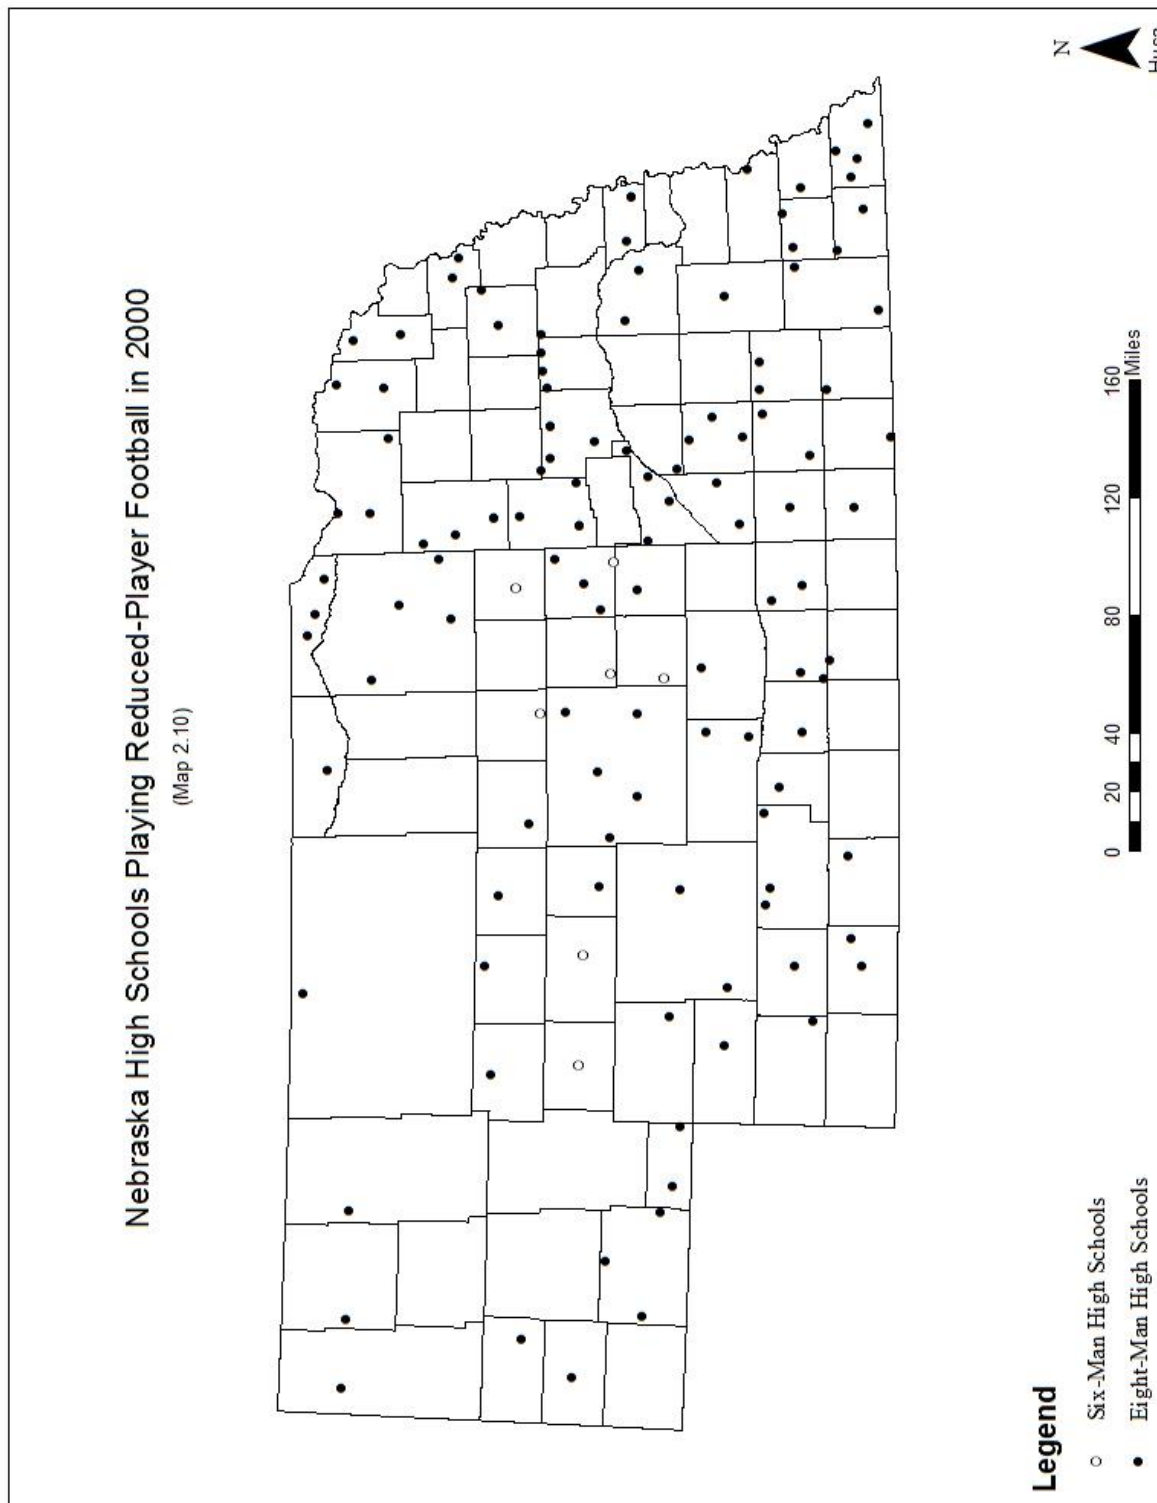 Nebraska High Schools Playing Reduced-Player Football in 2000
(Map 2.10)
N
Legend
Six-Man High Schools
Eight-Man High Schools
0 20 40 80 120 160
Miles